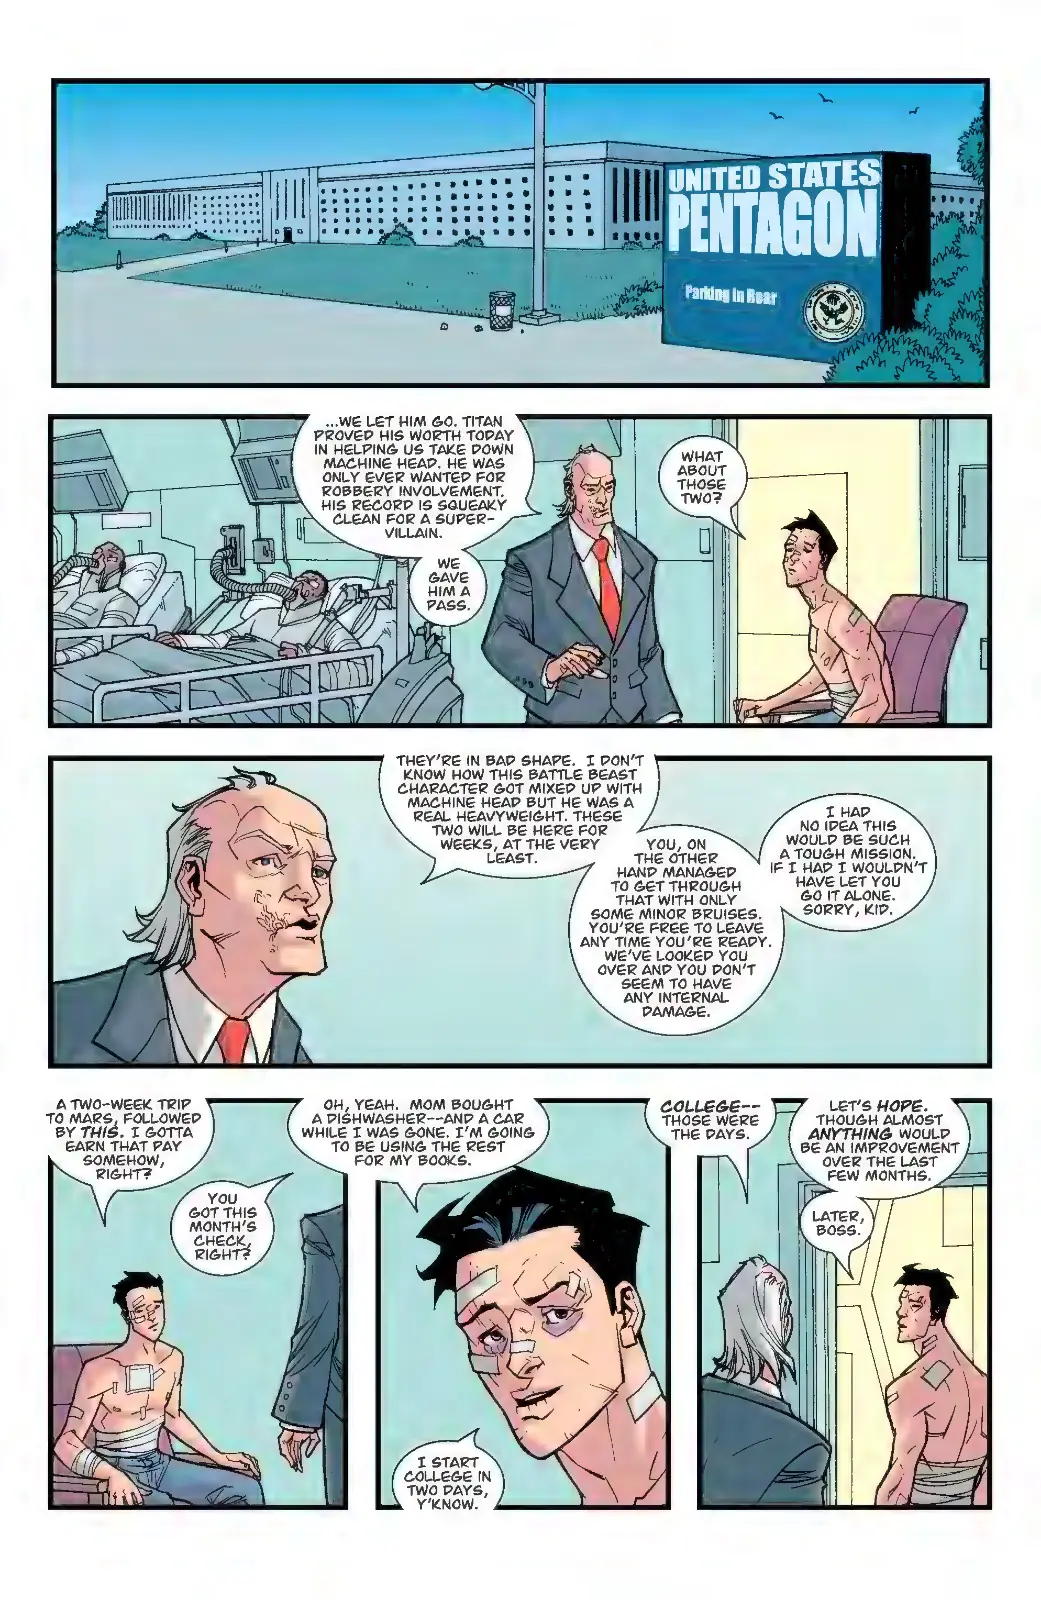 UNITED STATES
PENTAGON
Parking in Rear
...WE LET HIM GO. TITAN
PROVED HIS WORTH TODAY
IN HELPING US TAKE DOWN
MACHINE HEAD. HE WAS
ONLY EVER WANTED FOR
ROBBERY INVOLVEMENT.
HIS RECORD IS SQUEAKY
CLEAN FOR A SUPER-
VILLAIN.
WE
GAVE
HIM A
PASS.
WHAT
ABOUT
THOSE
TWO?
THEY'RE IN BAD SHAPE. I DON'T
KNOW HOW THIS BATTLE BEAST
CHARACTER GOT MIXED UP WITH
MACHINE HEAD BUT HE WAS A
REAL HEAVYWEIGHT. THESE
TWO WILL BE HERE FOR
WEEKS, AT THE VERY
LEAST.
YOU, ON
THE OTHER
HAND MANAGED
TO GET THROUGH
THAT WITH ONLY
SOME MINOR BRUISES.
YOU'RE FREE TO LEAVE
ANY TIME YOU'RE READY.
WE'VE LOOKED YOU
OVER AND YOU DON'T
SEEM TO HAVE
ANY INTERNAL
DAMAGE.
I HAD
NO IDEA THIS
WOULD BE SUCH
A TOUGH MISSION.
IF I HAD I WOULDN'T
HAVE LET YOU
GO IT ALONE.
SORRY, KID.
A TWO-WEEK TRIP
TO MARS, FOLLOWED
BY THIS. I GOTTA
EARN THAT PAY
SOMEHOW,
RIGHT?
YOU
GOT THIS
MONTH'S
CHECK,
RIGHT?
OH, YEAH. MOM BOUGHT
A DISHWASHER--AND A CAR
WHILE I WAS GONE. I'M GOING
TO BE USING THE REST
FOR MY BOOKS.
I START
COLLEGE IN
TWO DAYS,
Y'KNOW.
COLLEGE--
THOSE WERE
THE DAYS.
LET'S HOPE.
THOUGH ALMOST
ANYTHING WOULD
BE AN IMPROVEMENT
OVER THE LAST
FEW MONTHS.
LATER,
BOSS.